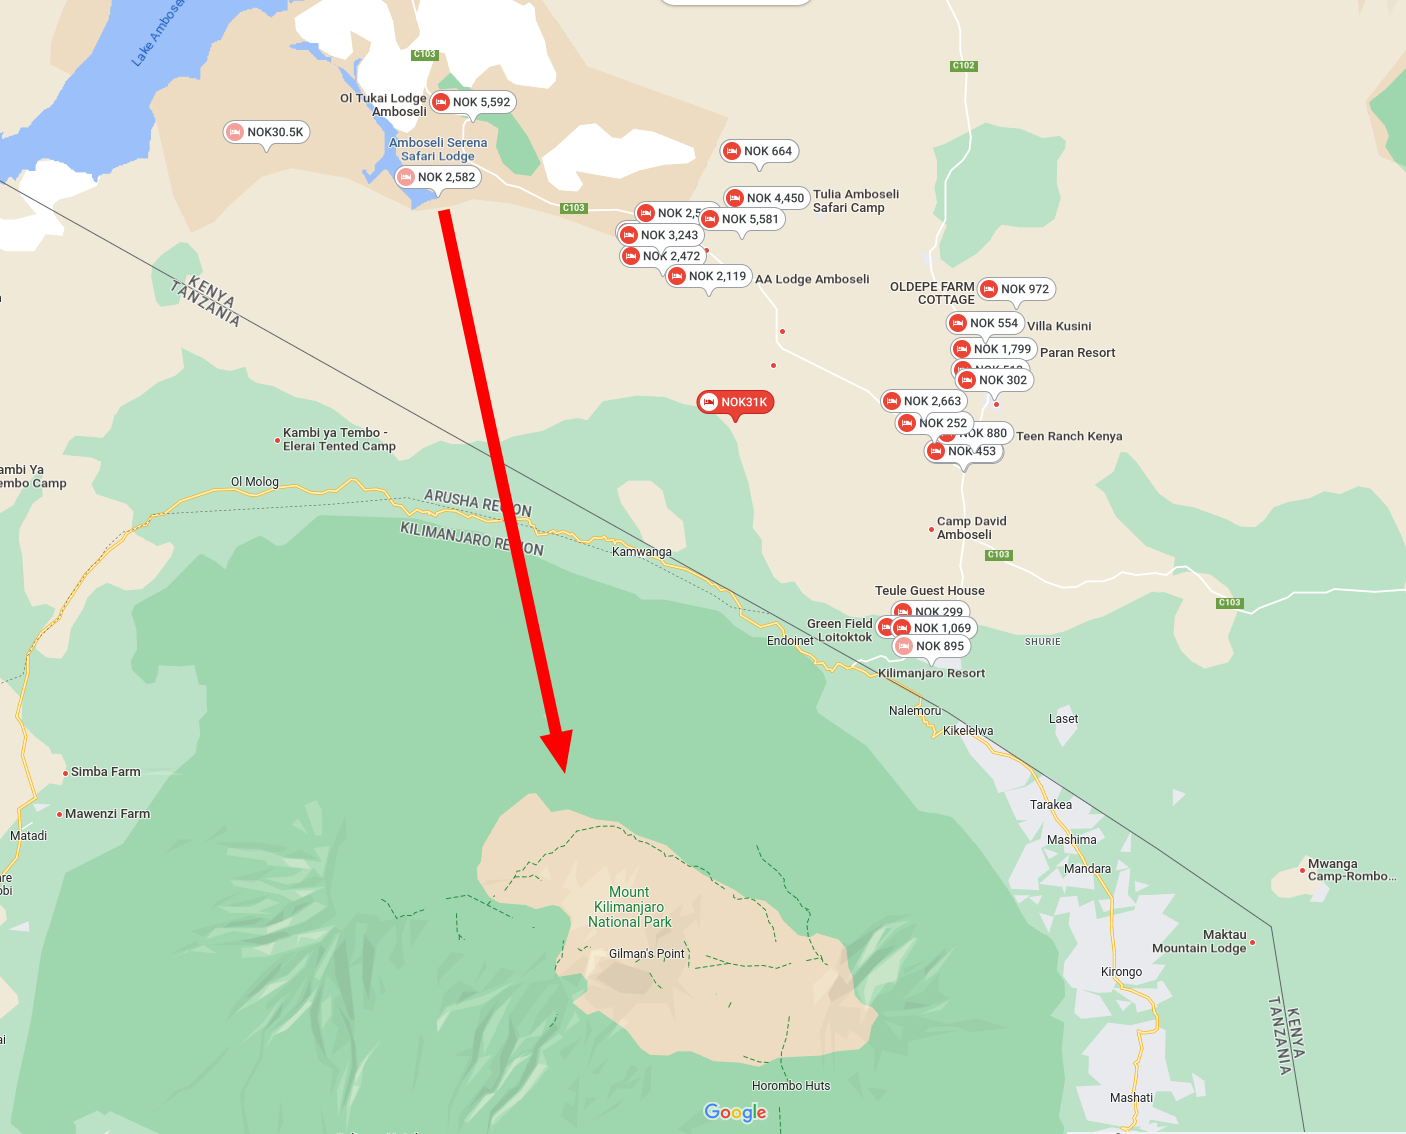 Lake Ambosel
C103
C102
Ol Tukai Lodge
Amboseli
NOK 5,592
NOK30.5K
Amboseli Serena
Safari Lodge
NOK 2,582
NOK 664
NOK 4,450
Tulia Amboseli
Safari Camp
C103
NOK 2,5
NOK 5,581
NOK 3,243
NOK 2,472
NOK 2,119
AA Lodge Amboseli
KENYA
TANZANIA
OLDEPE FARM
COTTAGE
NOK 972
NOK 554
Villa Kusini
NOK 1,799
Paran Resort
NOK 302
NOK31K
NOK 2,663
NOK 252
NOK 880
Teen Ranch Kenya
NOK 453
Kambi ya Tembo -
Elerai Tented Camp
ambi Ya
embo Camp
Ol Molog
ARUSHA REGION
KILIMANJARO REGION
Kamwanga
Camp David
Amboseli
C103
Teule Guest House
NOK 299
C103
Green Field
Loitoktok
NOK 1,069
NOK 895
Endoinet
SHURIE
Kilimanjaro Resort
Nalemoru
Kikelelwa
Laset
Simba Farm
Mawenzi Farm
Matadi
Tarakea
Mashima
Mandara
Mwanga
Camp-Rombo...
are
obi
Mount
Kilimanjaro
National Park
Gilman's Point
Maktau
Mountain Lodge
Kirongo
KENYA
TANZANIA
ai
Horombo Huts
Mashati
Google